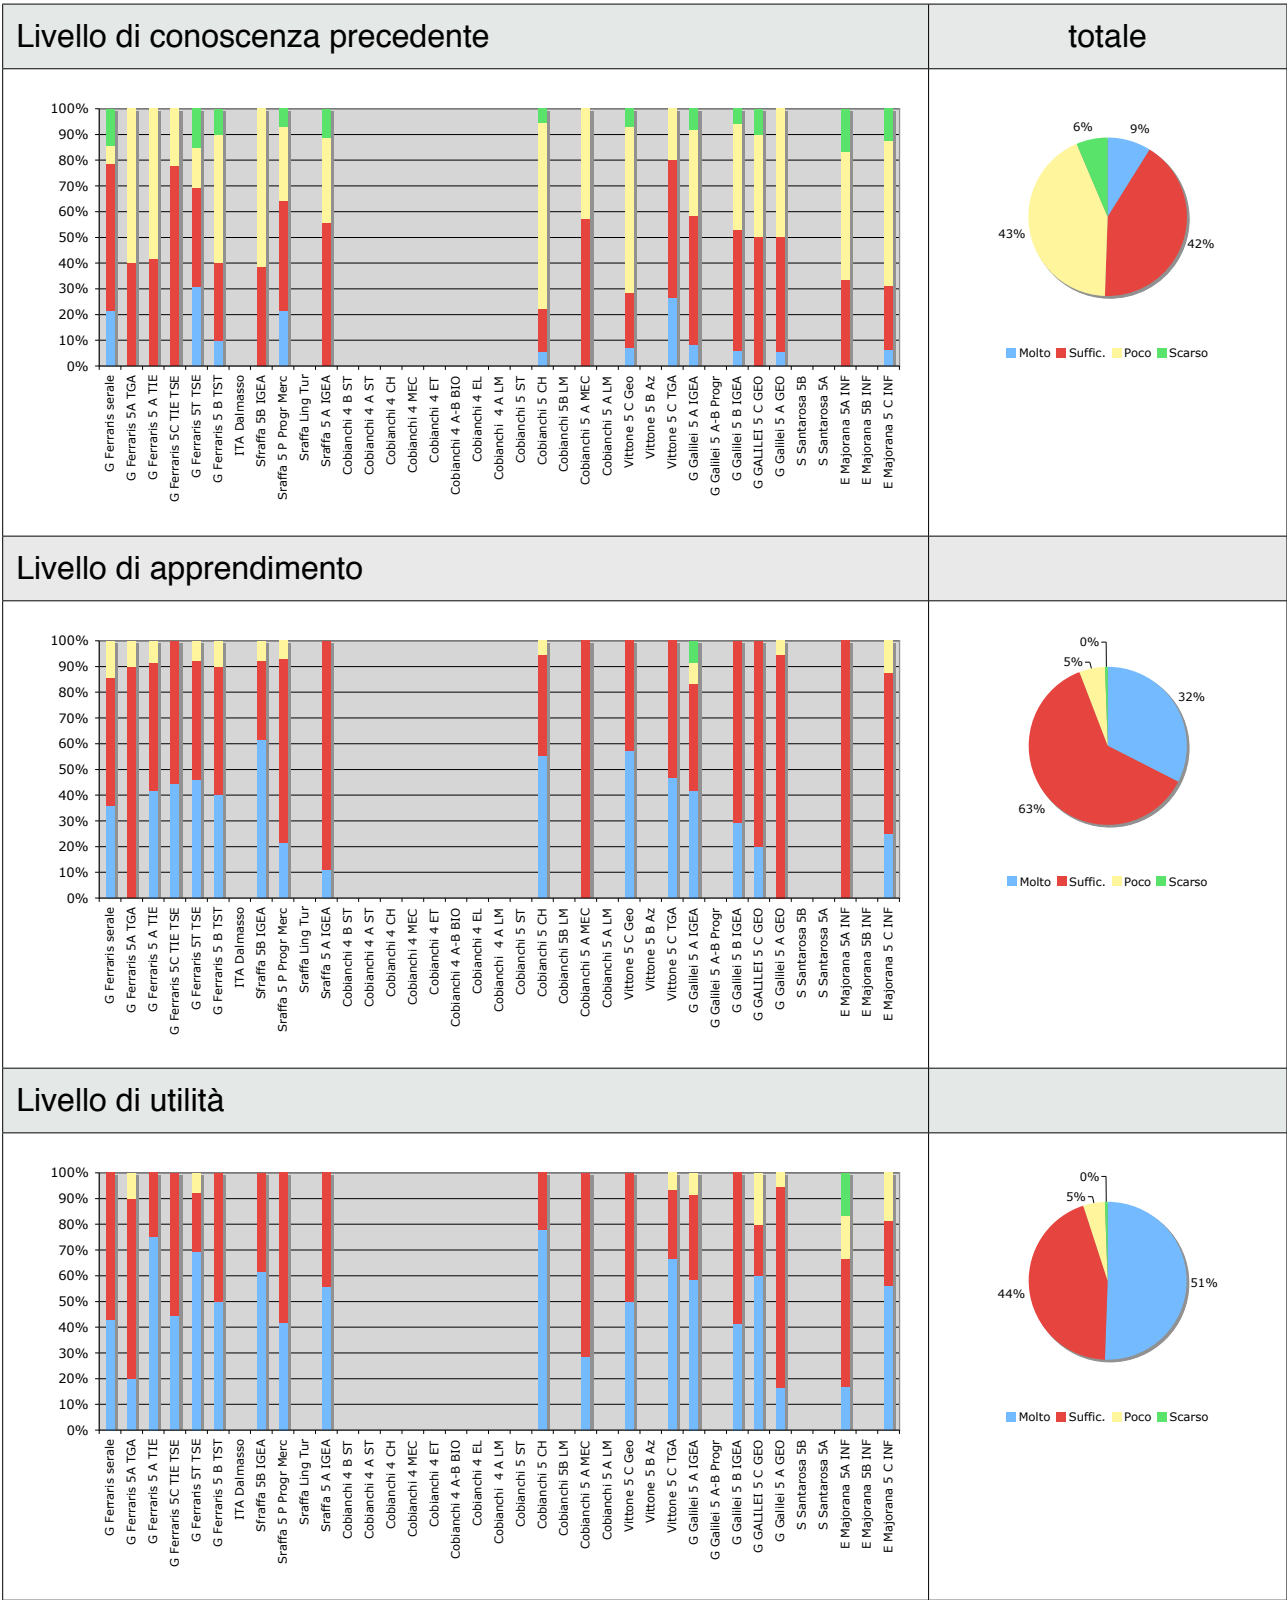 Livello di conoscenza precedente
totale
100%
90%
80%
70%
60%
50%
40%
30%
20%
10%
0%
G Ferraris serale
G Ferraris 5A TGA
G Ferraris 5 A TIE
G Ferraris 5C TIE TSE
G Ferraris 5T TSE
G Ferraris 5 B TST
ITA Dalmasso
Sfraffa 5B IGEA
Sraffa 5 P Progr Merc
Sraffa Ling Tur
Sraffa 5 A IGEA
Cobianchi 4 B ST
Cobianchi 4 A ST
Cobianchi 4 CH
Cobianchi 4 MEC
Cobianchi 4 ET
Cobianchi 4 A-B BIO
Cobianchi 4 EL
Cobianchi 4 A LM
Cobianchi 5 ST
Cobianchi 5 CH
Cobianchi 5B LM
Cobianchi 5 A MEC
Cobianchi 5 A LM
Vittone 5 C Geo
Vittone 5 B Az
Vittone 5 C TGA
G Galilei 5 A IGEA
G Galilei 5 A-B Progr
G Galilei 5 B IGEA
G GALILEI 5 C GEO
G Galilei 5 A GEO
S Santarosa 5B
S Santarosa 5A
E Majorana 5A INF
E Majorana 5B INF
E Majorana 5 C INF
6%
9%
43%
42%
Molto Suffic. Poco Scarso
Livello di apprendimento
100%
90%
80%
70%
60%
50%
40%
30%
20%
10%
0%
G Ferraris serale
G Ferraris 5A TGA
G Ferraris 5 A TIE
G Ferraris 5C TIE TSE
G Ferraris 5T TSE
G Ferraris 5 B TST
ITA Dalmasso
Sfraffa 5B IGEA
Sraffa 5 P Progr Merc
Sraffa Ling Tur
Sraffa 5 A IGEA
Cobianchi 4 B ST
Cobianchi 4 A ST
Cobianchi 4 CH
Cobianchi 4 MEC
Cobianchi 4 ET
Cobianchi 4 A-B BIO
Cobianchi 4 EL
Cobianchi 4 A LM
Cobianchi 5 ST
Cobianchi 5 CH
Cobianchi 5B LM
Cobianchi 5 A MEC
Cobianchi 5 A LM
Vittone 5 C Geo
Vittone 5 B Az
Vittone 5 C TGA
G Galilei 5 A IGEA
G Galilei 5 A-B Progr
G Galilei 5 B IGEA
G GALILEI 5 C GEO
G Galilei 5 A GEO
S Santarosa 5B
S Santarosa 5A
E Majorana 5A INF
E Majorana 5B INF
E Majorana 5 C INF
0%
5%
32%
63%
Molto Suffic. Poco Scarso
Livello di utilità
100%
90%
80%
70%
60%
50%
40%
30%
20%
10%
0%
G Ferraris serale
G Ferraris 5A TGA
G Ferraris 5 A TIE
G Ferraris 5C TIE TSE
G Ferraris 5T TSE
G Ferraris 5 B TST
ITA Dalmasso
Sfraffa 5B IGEA
Sraffa 5 P Progr Merc
Sraffa Ling Tur
Sraffa 5 A IGEA
Cobianchi 4 B ST
Cobianchi 4 A ST
Cobianchi 4 CH
Cobianchi 4 MEC
Cobianchi 4 ET
Cobianchi 4 A-B BIO
Cobianchi 4 EL
Cobianchi 4 A LM
Cobianchi 5 ST
Cobianchi 5 CH
Cobianchi 5B LM
Cobianchi 5 A MEC
Cobianchi 5 A LM
Vittone 5 C Geo
Vittone 5 B Az
Vittone 5 C TGA
G Galilei 5 A IGEA
G Galilei 5 A-B Progr
G Galilei 5 B IGEA
G GALILEI 5 C GEO
G Galilei 5 A GEO
S Santarosa 5B
S Santarosa 5A
E Majorana 5A INF
E Majorana 5B INF
E Majorana 5 C INF
0%
5%
51%
44%
Molto Suffic. Poco Scarso